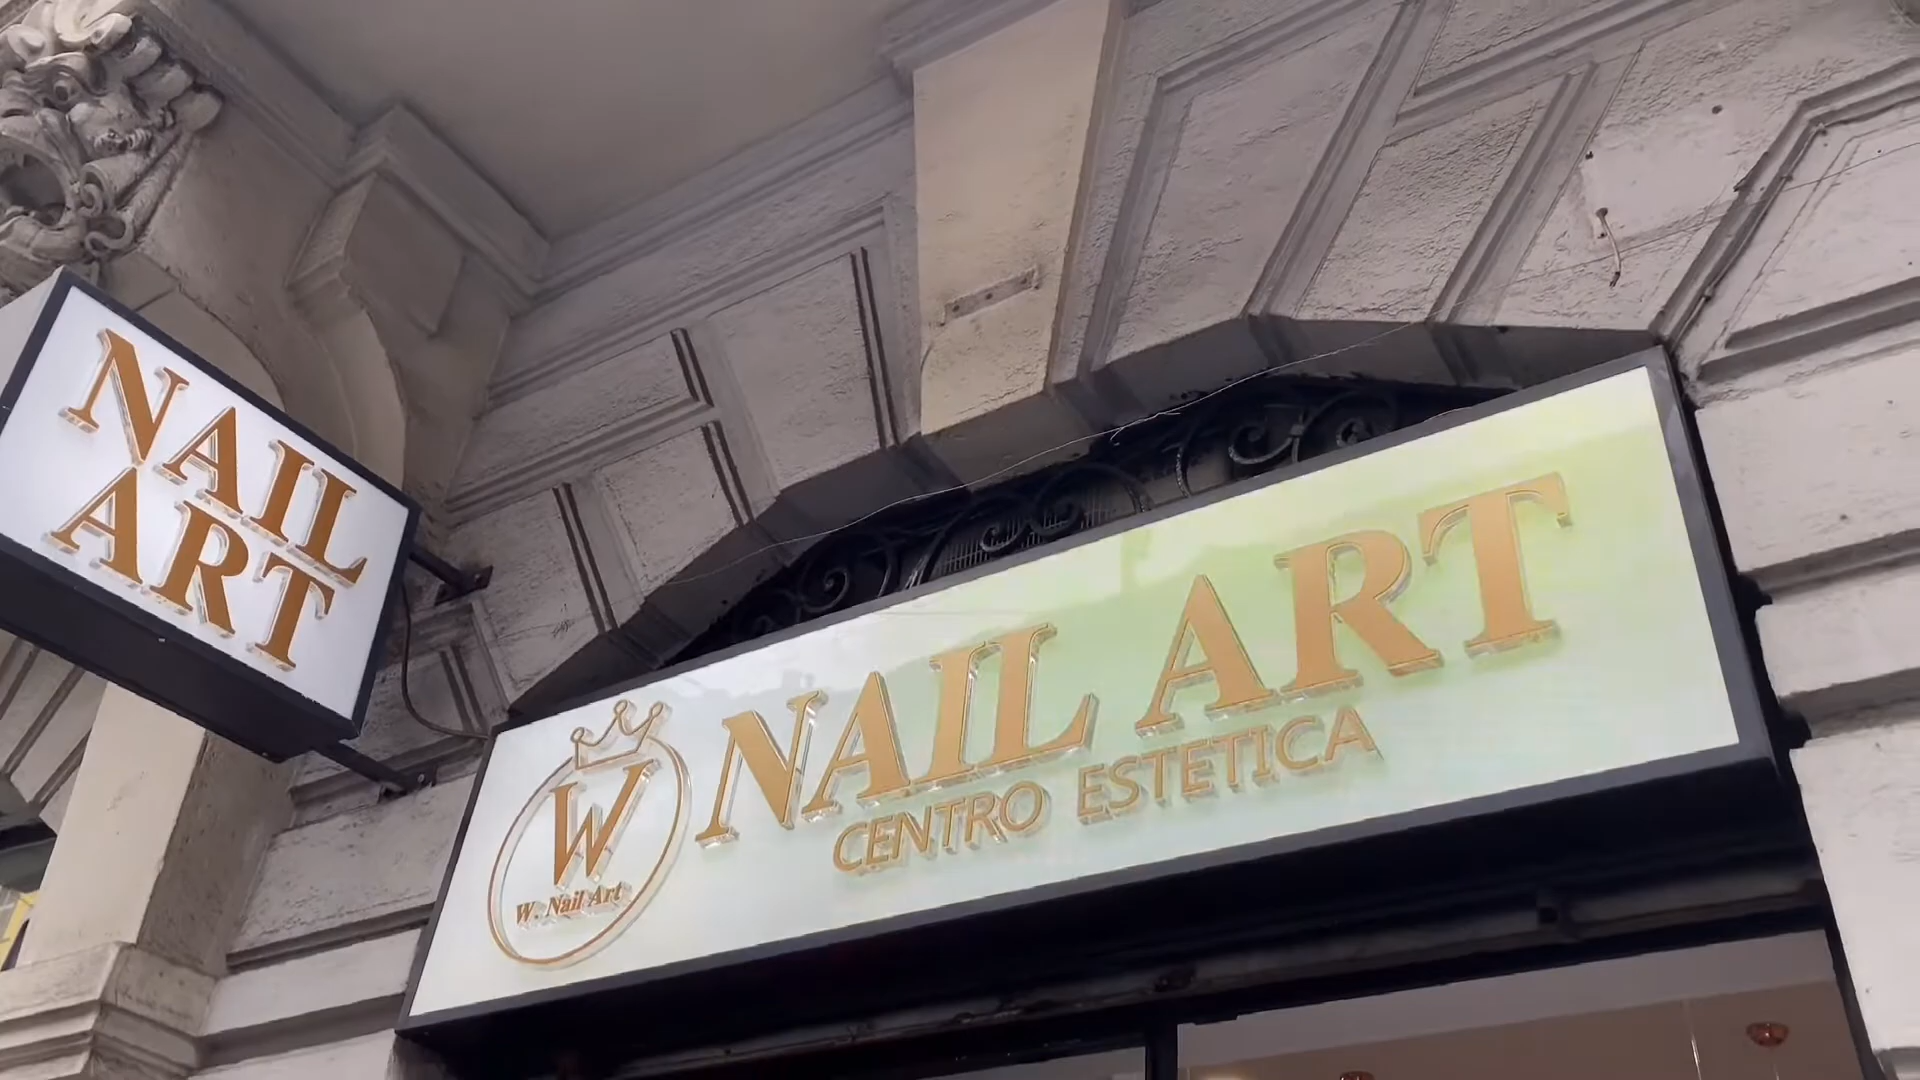 NAIL
ART
W
W. Nail Art
NAIL ART
CENTRO ESTETICA